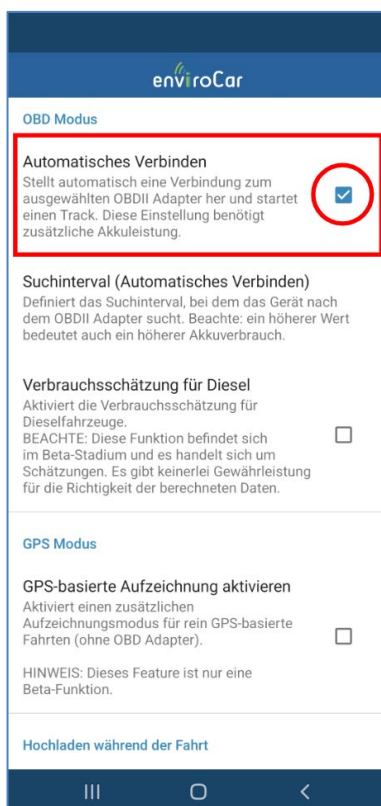 enviroCar
OBD Modus
Automatisches Verbinden
Stellt automatisch eine Verbindung zum
ausgewählten OBDII Adapter her und startet
einen Track. Diese Einstellung benötigt
zusätzliche Akkuleistung.
Suchinterval (Automatisches Verbinden)
Definiert das Suchinterval, bei dem das Gerät nach
dem OBDII Adapter sucht. Beachte: ein höherer Wert
bedeutet auch ein höherer Akkuverbrauch.
Verbrauchsschätzung für Diesel
Aktiviert die Verbrauchsschätzung für
Dieselfahrzeuge.
BEACHTE: Diese Funktion befindet sich
im Beta-Stadium und es handelt sich um
Schätzungen. Es gibt keinerlei Gewährleistung
für die Richtigkeit der berechneten Daten.
GPS Modus
GPS-basierte Aufzeichnung aktivieren
Aktiviert einen zusätzlichen
Aufzeichnungsmodus für rein GPS-basierte
Fahrten (ohne OBD Adapter).
HINWEIS: Dieses Feature ist nur eine
Beta-Funktion.
Hochladen während der Fahrt